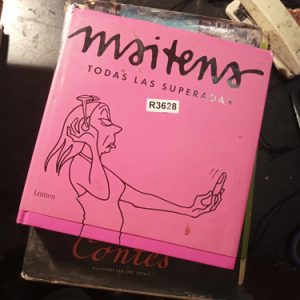 maitena
TODAS LAS SUPERADAS
R3628
Lumen
Contes